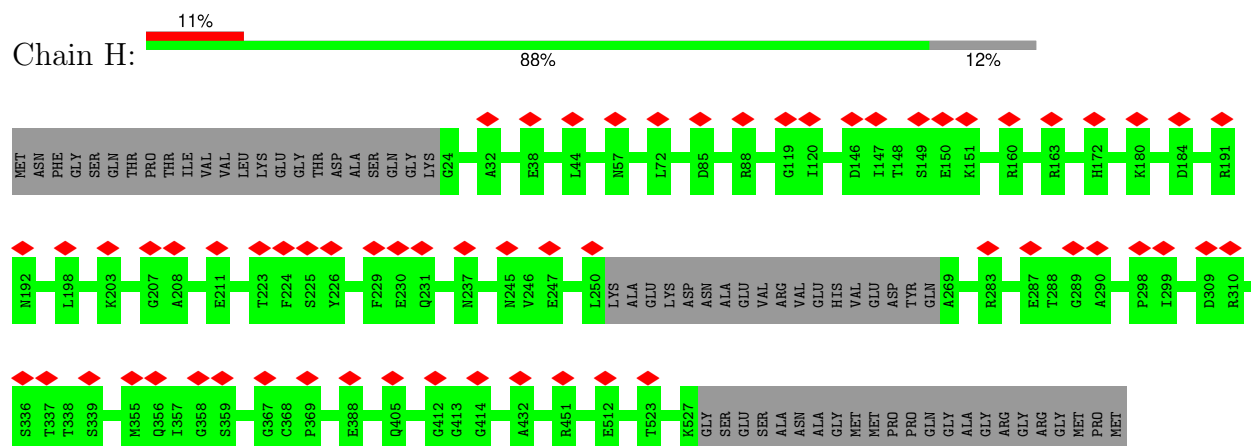 11%
Chain H:
88% 12%
MET ASN PHE GLY SER GLN THR PRO THR ILE VAL VAL LEU LYS GLU GLY THR ASP ALA SER GLN GLY LYS G24 A32 E38 L44 N57 L72 D85 R88 G119 I120 D146 I147 T148 S149 E150 K151 R160 R163 H172 K180 D184 R191
N192 L198 K203 G207 A208 E211 T223 F224 S225 Y226 F229 E230 Q231 N237 N245 V246 E247 L250 LYS ALA GLU LYS ASP ASN ALA GLU VAL ARG VAL GLU HIS VAL GLU ASP TYR GLN A269 R283 E287 T288 G289 A290 P298 I299 D309 R310
S336 T337 T338 S339 M355 Q356 I357 G358 S359 G367 C368 P369 E388 Q405 G412 G413 G414 A432 R451 E512 T523 K527 GLY SER GLU SER ALA ASN ALA GLY MET MET PRO PRO GLN GLY ALA GLY ARG GLY ARG GLY MET PRO MET